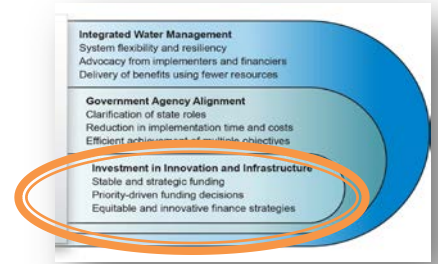 Integrated Water Management
System flexibility and resiliency
Advocacy from implementers and financiers
Delivery of benefits using fewer resources
Government Agency Alignment
Clarification of state roles
Reduction in implementation time and costs
Efficient achievement of multiple objectives
Investment in Innovation and Infrastructure
Stable and strategic funding
Priority-driven funding decisions
Equitable and innovative finance strategies